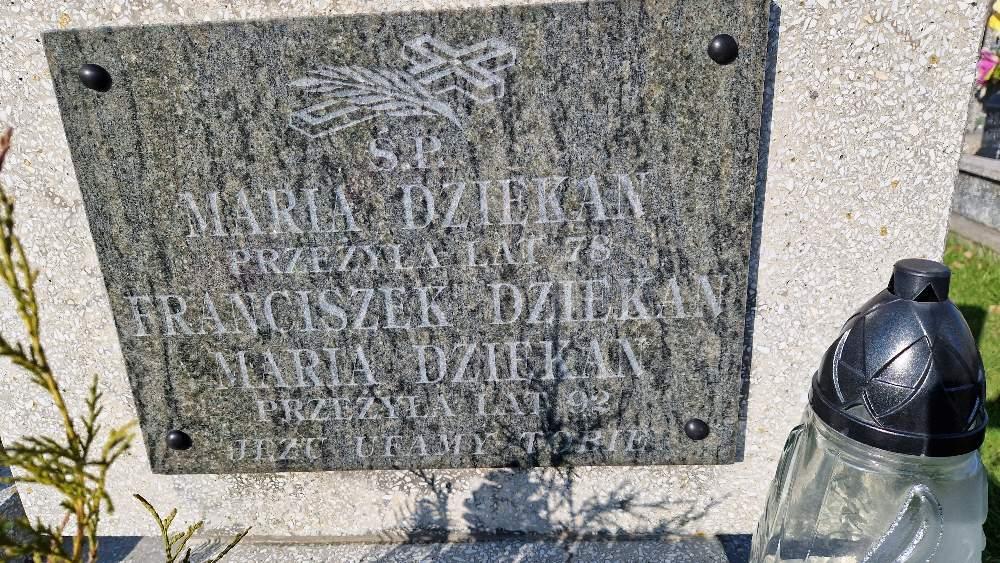 Ś.P.
MARIA DZIEKAN
PRZEŻYŁA LAT 78
FRANCISZEK DZIEKAN
MARIA DZIEKAN
PRZEŻYŁA LAT 92
JEZU UFAMY TOBIE